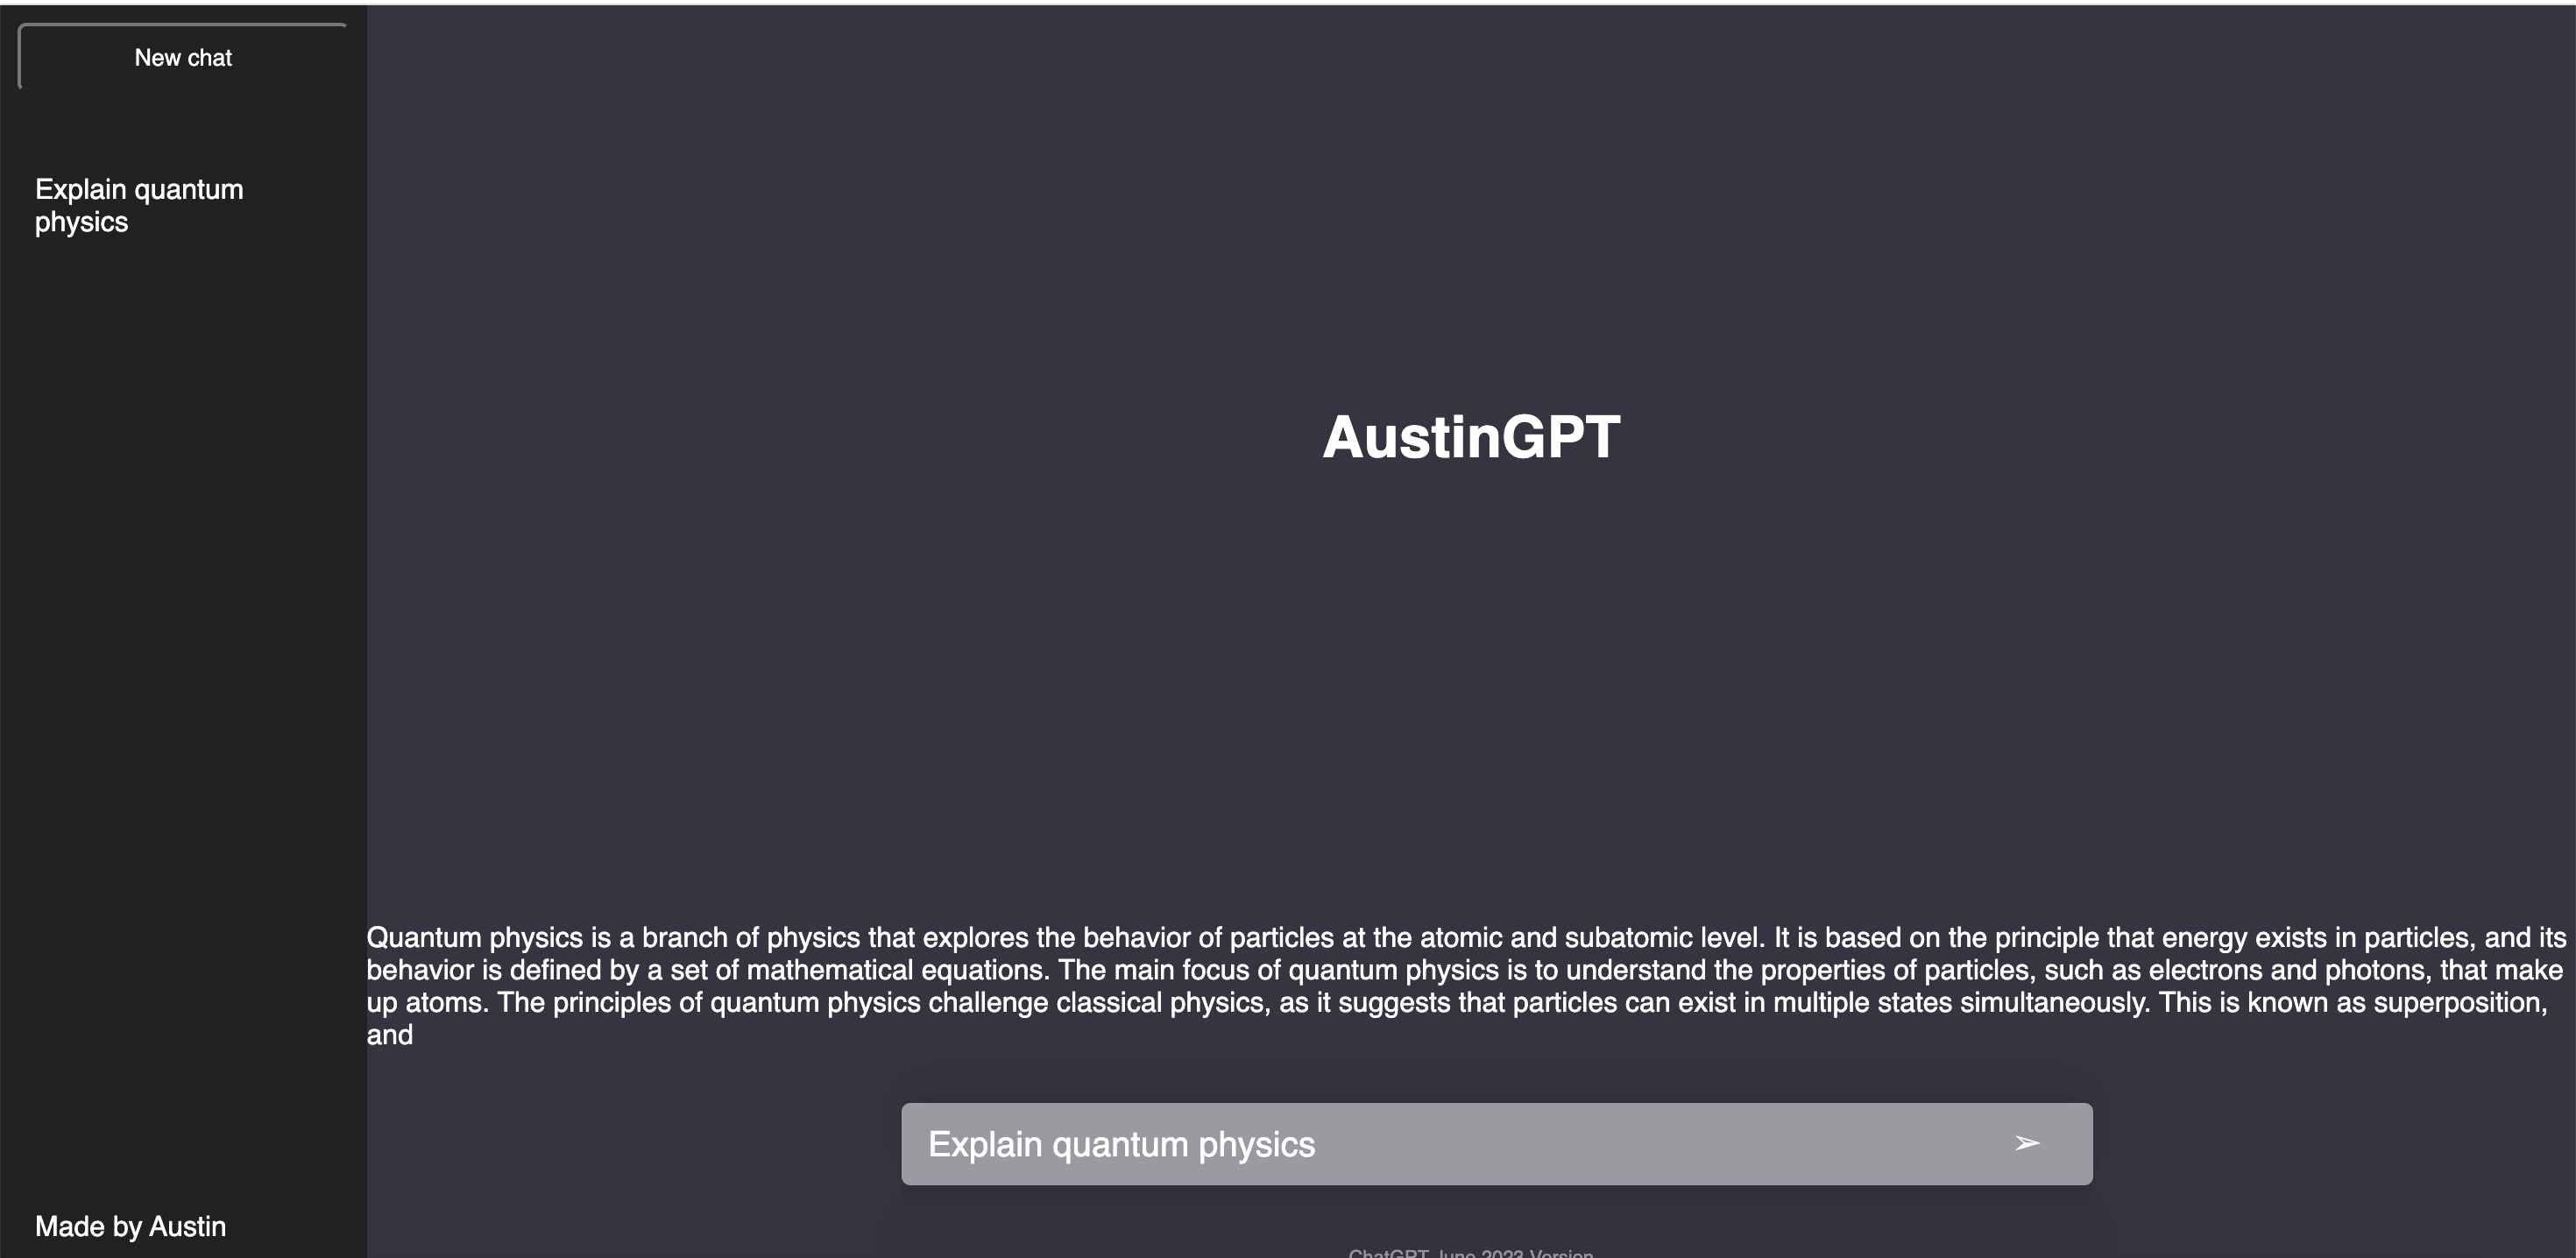 New chat
Explain quantum
physics
AustinGPT
Quantum physics is a branch of physics that explores the behavior of particles at the atomic and subatomic level. It is based on the principle that energy exists in particles, and its
behavior is defined by a set of mathematical equations. The main focus of quantum physics is to understand the properties of particles, such as electrons and photons, that make
up atoms. The principles of quantum physics challenge classical physics, as it suggests that particles can exist in multiple states simultaneously. This is known as superposition,
and
Explain quantum physics ➢
Made by Austin
ChatGPT June 2023 Version